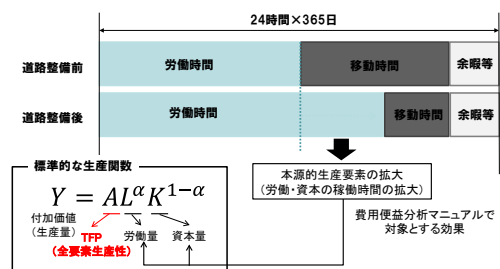 24時間×365日
道路整備前
労働時間
移動時間
余暇等
道路整備後
労働時間
移動時間
余暇等
標準的な生産関数
Y = AL^α K^{1−α}
付加価値
(生産量)
TFP
(全要素生産性)
労働量
資本量
本源的生産要素の拡大
(労働・資本の稼働時間の拡大)
費用便益分析マニュアルで
対象とする効果